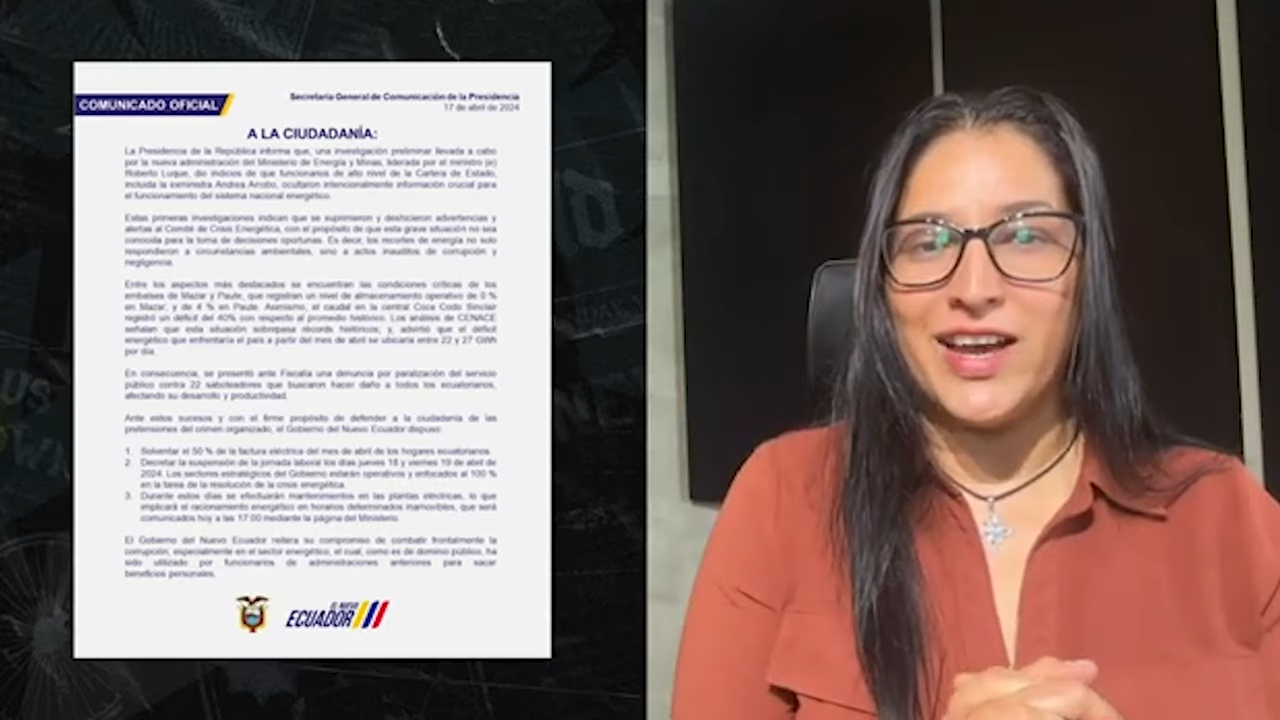 COMUNICADO OFICIAL
Secretaría General de Comunicación de la Presidencia
17 de abril de 2024
A LA CIUDADANÍA:
La Presidencia de la República informa que, una investigación preliminar llevada a cabo
por la nueva administración del Ministerio de Energía y Minas, liderada por el ministro (e)
Roberto Luque, dio indicios de que funcionarios de alto nivel de la Cartera de Estado,
incluida la exministra Andrea Arrobo, ocultaron intencionalmente información crucial para
el funcionamiento del sistema nacional energético.
Estas primeras investigaciones indican que se suprimieron y deshicieron advertencias y
alertas al Comité de Crisis Energética, con el propósito de que esta grave situación no sea
conocida para la toma de decisiones oportunas. Es decir, los recortes de energía no solo
respondieron a circunstancias ambientales, sino a actos inauditos de corrupción y
negligencia.
Entre los aspectos más destacados se encuentran las condiciones críticas de los
embalses de Mazar y Paute, que registran un nivel de almacenamiento operativo de 0 %
en Mazar; y de 4 % en Paute. Asimismo, el caudal en la central Coca Codo Sinclair
registró un déficit del 40% con respecto al promedio histórico. Los análisis de CENACE
señalan que esta situación sobrepasa récords históricos; y, advirtió que el déficit
energético que enfrentaría el país a partir del mes de abril se ubicaría entre 22 y 27 GWh
por día.
En consecuencia, se presentó ante Fiscalía una denuncia por paralización del servicio
público contra 22 saboteadores que buscaron hacer daño a todos los ecuatorianos,
afectando su desarrollo y productividad.
Ante estos sucesos y con el firme propósito de defender a la ciudadanía de las
pretensiones del crimen organizado, el Gobierno del Nuevo Ecuador dispuso:
1. Solventar el 50 % de la factura eléctrica del mes de abril de los hogares ecuatorianos.
2. Decretar la suspensión de la jornada laboral los días jueves 18 y viernes 19 de abril de
2024. Los sectores estratégicos del Gobierno estarán operativos y enfocados al 100 %
en la tarea de la resolución de la crisis energética.
3. Durante estos días se efectuarán mantenimientos en las plantas eléctricas, lo que
implicará el racionamiento energético en horarios determinados inamovibles, que será
comunicados hoy a las 17:00 mediante la página del Ministerio.
El Gobierno del Nuevo Ecuador reitera su compromiso de combatir frontalmente la
corrupción, especialmente en el sector energético, el cual, como es de dominio público, ha
sido utilizado por funcionarios de administraciones anteriores para sacar
beneficios personales.
EL NUEVO
ECUADOR